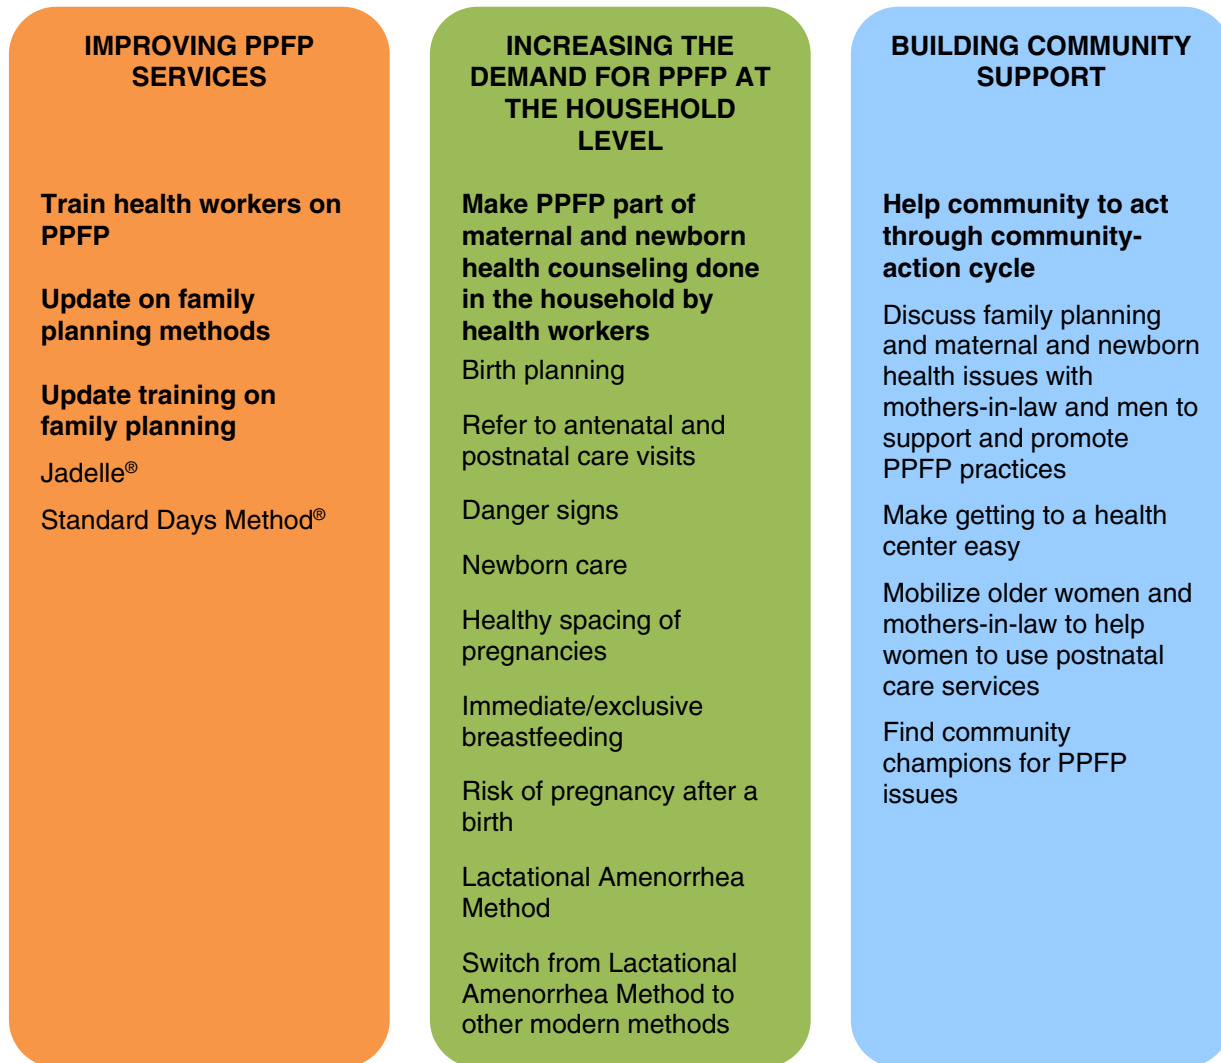 IMPROVING PPFP
SERVICES
Train health workers on
PPFP
Update on family
planning methods
Update training on
family planning
Jadelle®
Standard Days Method®
INCREASING THE
DEMAND FOR PPFP AT
THE HOUSEHOLD
LEVEL
Make PPFP part of
maternal and newborn
health counseling done
in the household by
health workers
Birth planning
Refer to antenatal and
postnatal care visits
Danger signs
Newborn care
Healthy spacing of
pregnancies
Immediate/exclusive
breastfeeding
Risk of pregnancy after a
birth
Lactational Amenorrhea
Method
Switch from Lactational
Amenorrhea Method to
other modern methods
BUILDING COMMUNITY
SUPPORT
Help community to act
through community-
action cycle
Discuss family planning
and maternal and newborn
health issues with
mothers-in-law and men to
support and promote
PPFP practices
Make getting to a health
center easy
Mobilize older women and
mothers-in-law to help
women to use postnatal
care services
Find community
champions for PPFP
issues